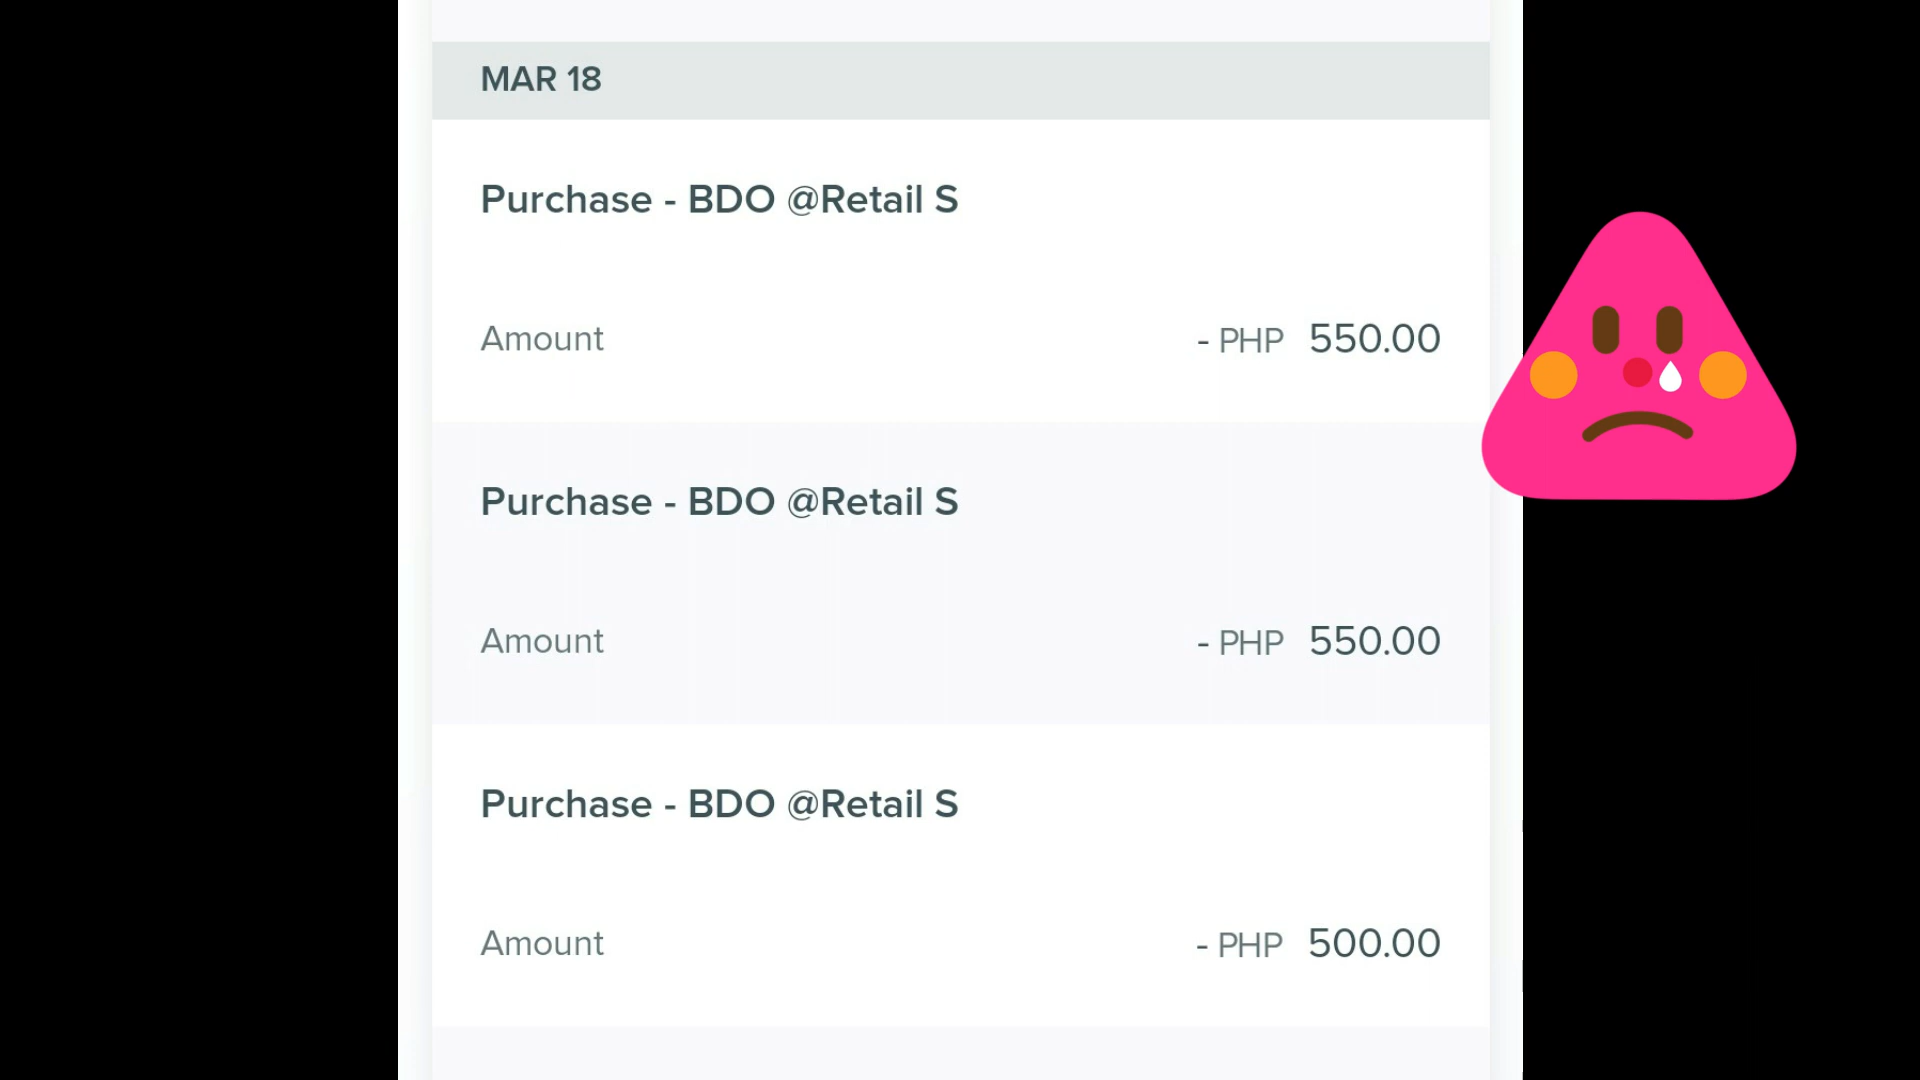 MAR 18
Purchase - BDO @Retail S
Amount - PHP 550.00
Purchase - BDO @Retail S
Amount - PHP 550.00
Purchase - BDO @Retail S
Amount - PHP 500.00